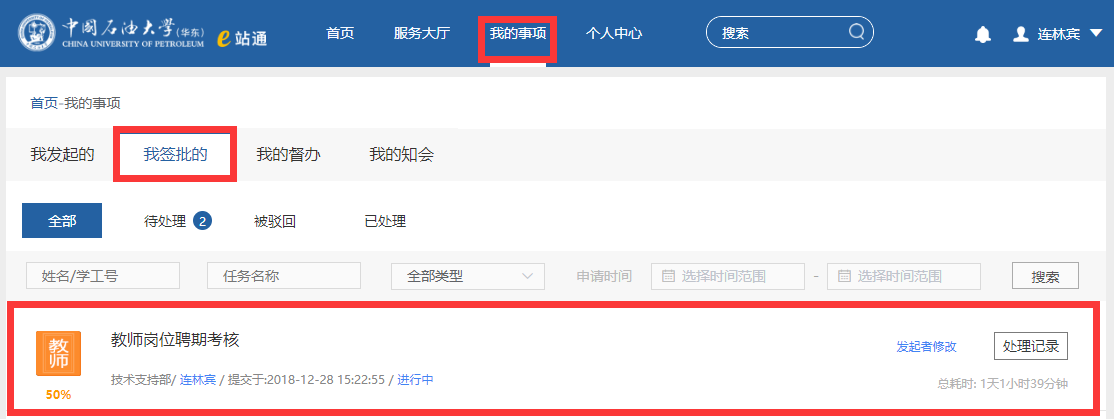 中国石油大学(华东)
CHINA UNIVERSITY OF PETROLEUM
e站通
首页 服务大厅 我的事项 个人中心 搜索 连林宾
首页-我的事项
我发起的 我签批的 我的督办 我的知会
全部 待处理 2 被驳回 已处理
姓名/学工号 任务名称 全部类型 申请时间 选择时间范围 - 选择时间范围 搜索
教师
教师岗位聘期考核 发起者修改 处理记录
技术支持部/ 连林宾 / 提交于:2018-12-28 15:22:55 / 进行中 总耗时: 1天1小时39分钟
50%